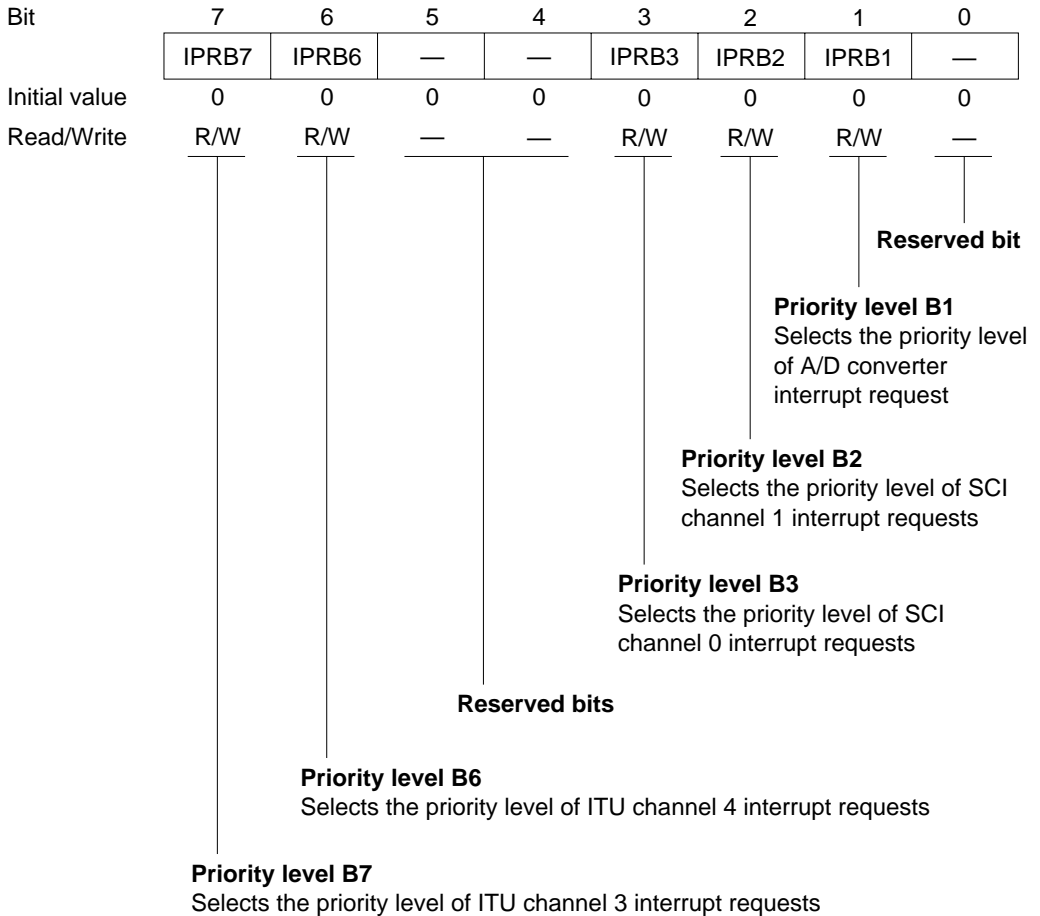 Bit 7 6 5 4 3 2 1 0
IPRB7 IPRB6 — — IPRB3 IPRB2 IPRB1 —
Initial value 0 0 0 0 0 0 0 0
Read/Write R/W R/W — — R/W R/W R/W —
Reserved bit
Priority level B1
Selects the priority level
of A/D converter
interrupt request
Priority level B2
Selects the priority level of SCI
channel 1 interrupt requests
Priority level B3
Selects the priority level of SCI
channel 0 interrupt requests
Reserved bits
Priority level B6
Selects the priority level of ITU channel 4 interrupt requests
Priority level B7
Selects the priority level of ITU channel 3 interrupt requests